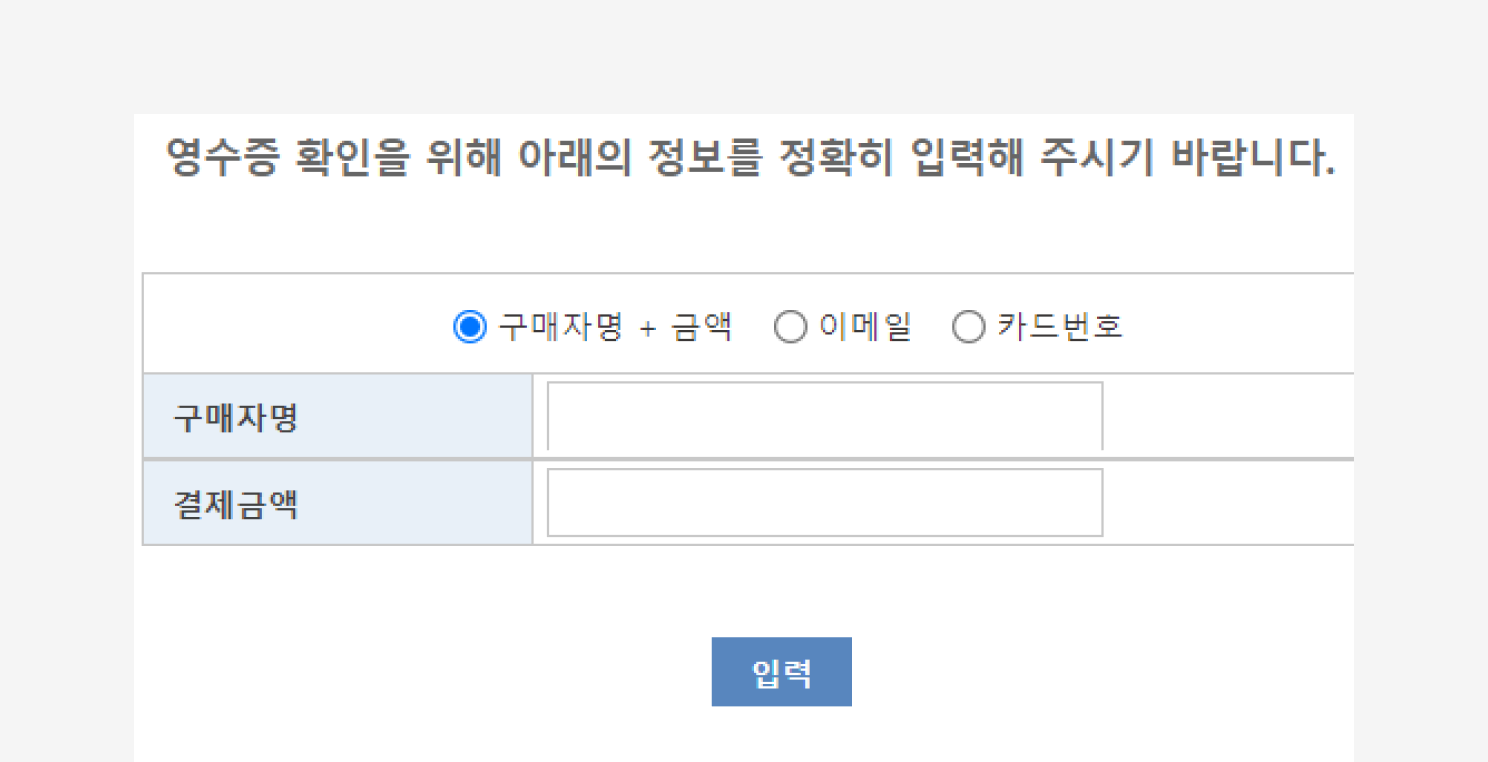 영수증 확인을 위해 아래의 정보를 정확히 입력해 주시기 바랍니다.
구매자명 + 금액 이메일 카드번호
구매자명
결제금액
입력